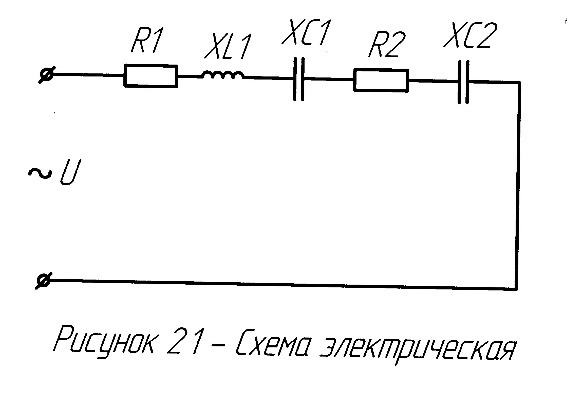 R1 XL1 XC1 R2 XC2
~ U
Рисунок 21 – Схема электрическая